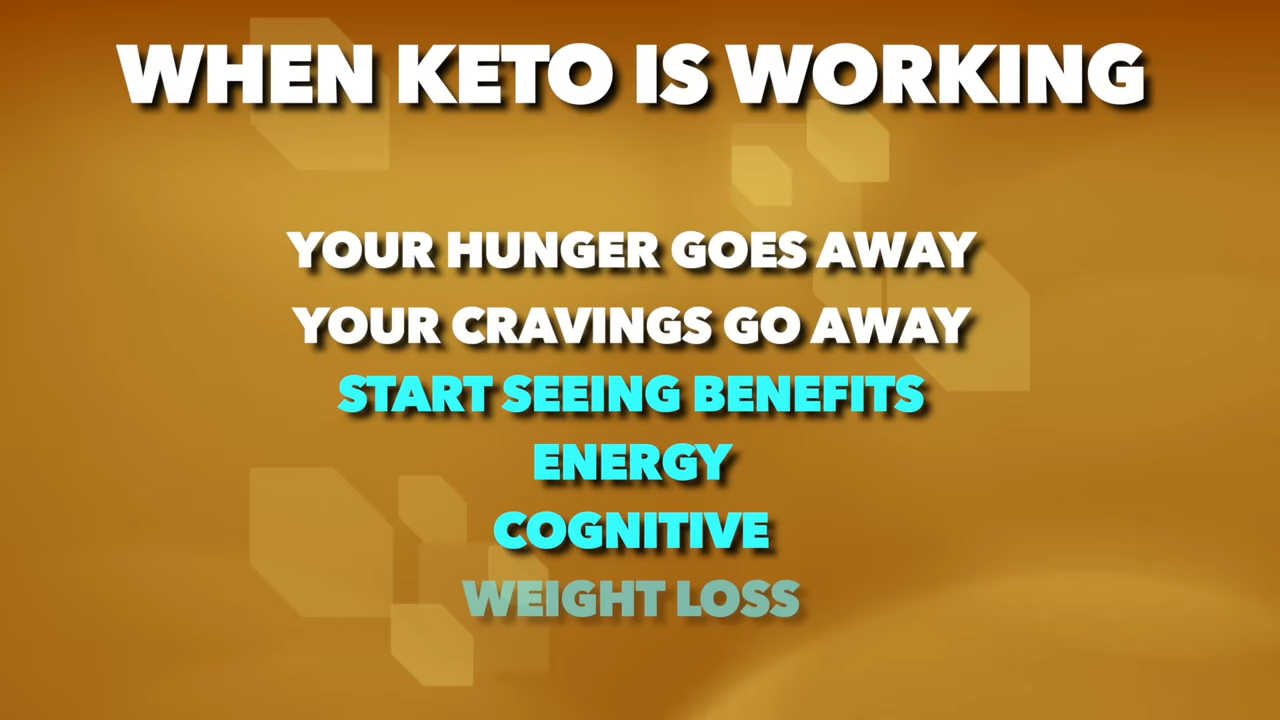 WHEN KETO IS WORKING
YOUR HUNGER GOES AWAY
YOUR CRAVINGS GO AWAY
START SEEING BENEFITS
ENERGY
COGNITIVE
WEIGHT LOSS